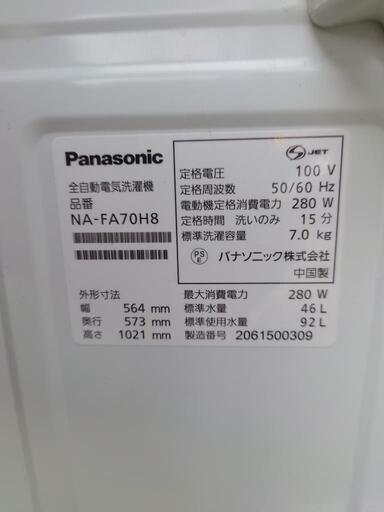 Panasonic
全自動電気洗濯機
品番
NA-FA70H8
JET
定格電圧 100 V
定格周波数 50/60 Hz
電動機定格消費電力 280 W
定格時間 洗いのみ 15 分
標準洗濯容量 7.0 kg
PS E パナソニック株式会社
中国製
外形寸法
幅 564 mm
奥行 573 mm
高さ 1021 mm
最大消費電力 280 W
標準水量 46 L
標準使用水量 92 L
製造番号 2061500309